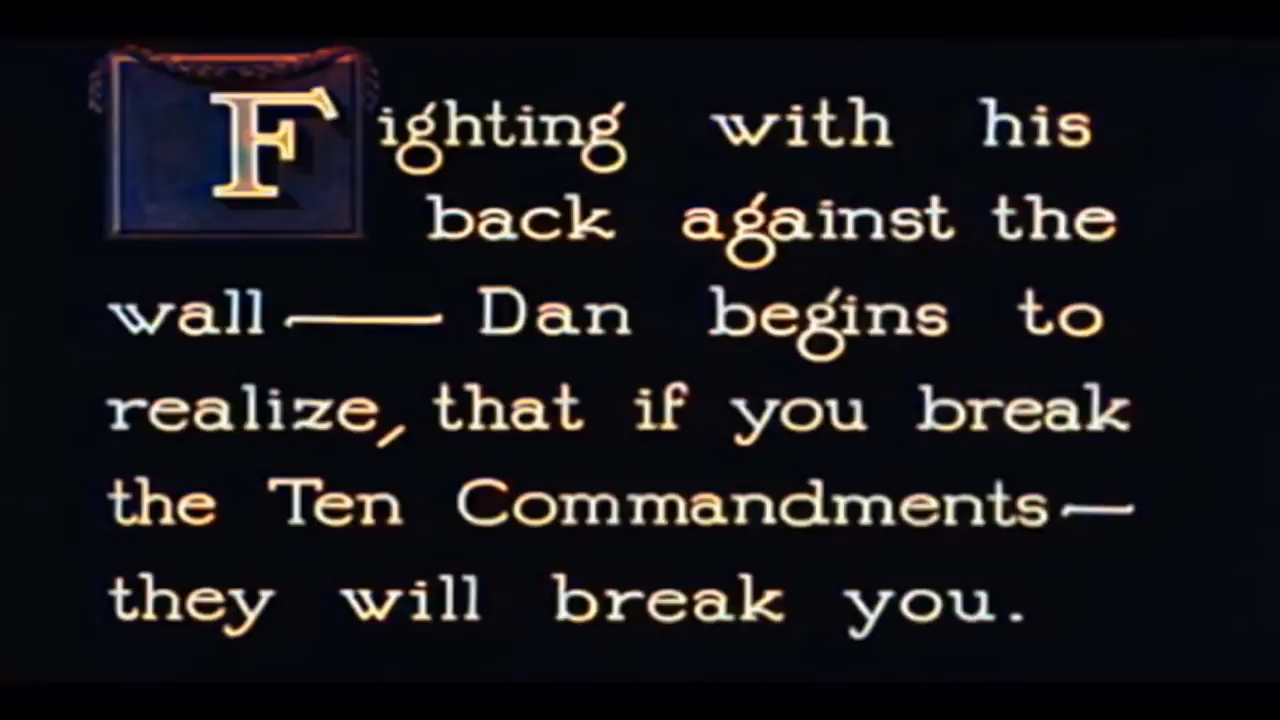 Fighting with his
back against the
wall — Dan begins to
realize, that if you break
the Ten Commandments —
they will break you.